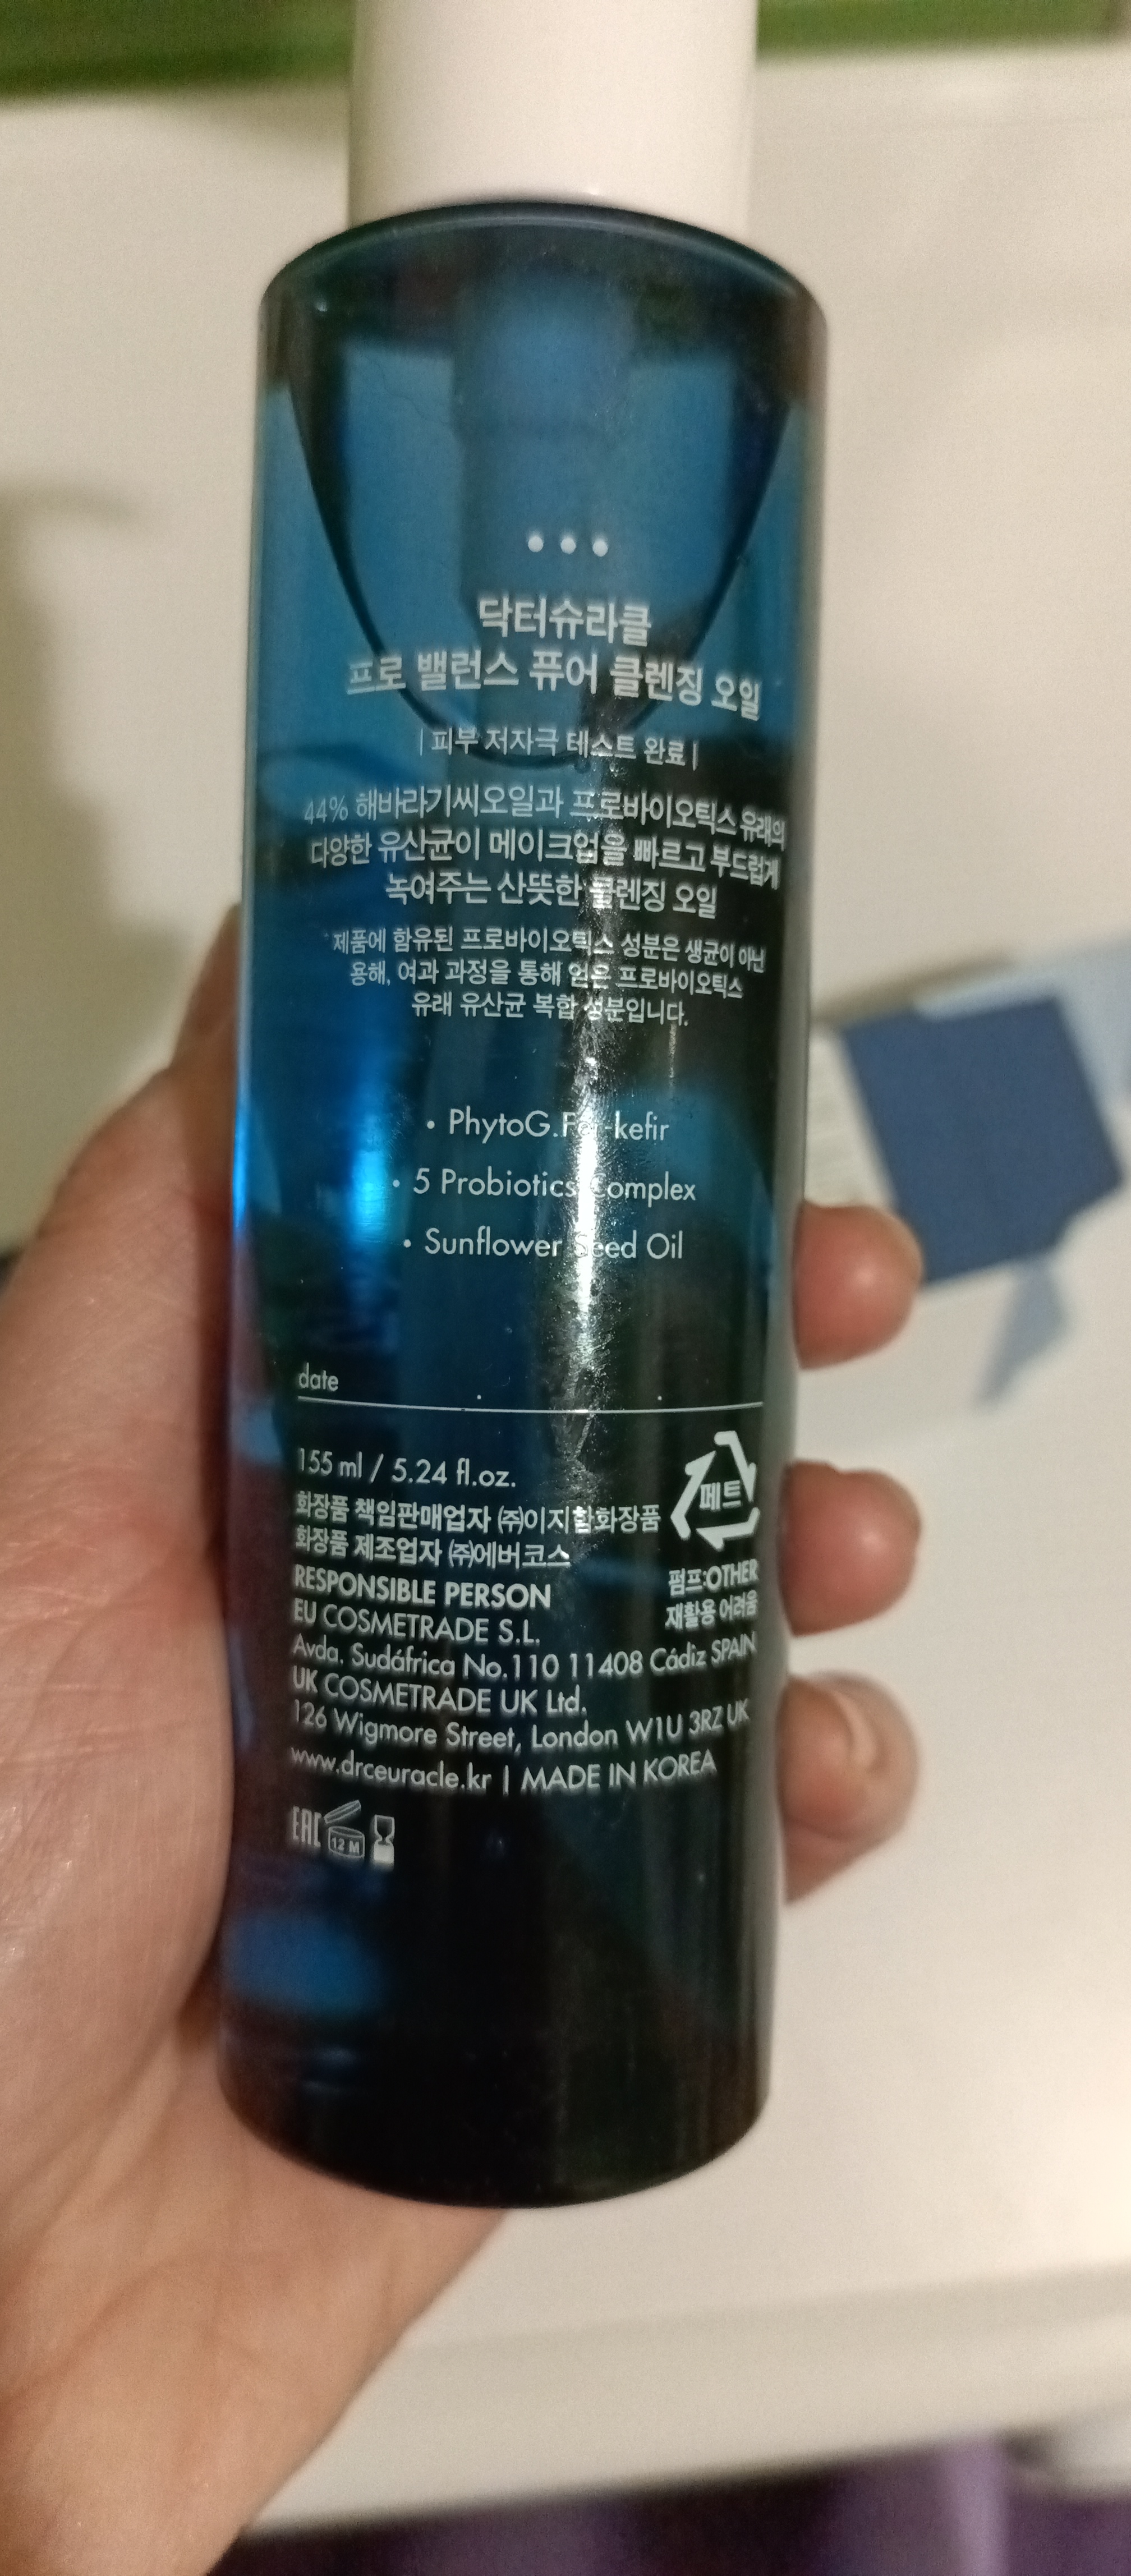 닥터슈라클
프로 밸런스 퓨어 클렌징 오일
| 피부 저자극 테스트 완료 |
44% 해바라기씨오일과 프로바이오틱스 유래의
다양한 유산균이 메이크업을 빠르고 부드럽게
녹여주는 산뜻한 클렌징 오일
제품에 함유된 프로바이오틱스 성분은 생균이 아닌
용해, 여과 과정을 통해 얻은 프로바이오틱스
유래 유산균 복합 성분입니다.
• kefir
• 5 Probiotics Complex
• Sunflower Seed Oil
date
155 ml / 5.24 fl.oz.
화장품 책임판매업자 ㈜이지함화장품
화장품 제조업자 ㈜에버코스
페트
펌프:OTHER
재활용 어려움
RESPONSIBLE PERSON
EU COSMETRADE S.L.
Avda. Sudáfrica No.110 11408 Cádiz SPAIN
UK COSMETRADE UK Ltd.
126 Wigmore Street, London W1U 3RZ UK
www.drceuracle.kr | MADE IN KOREA
EAC 12 M